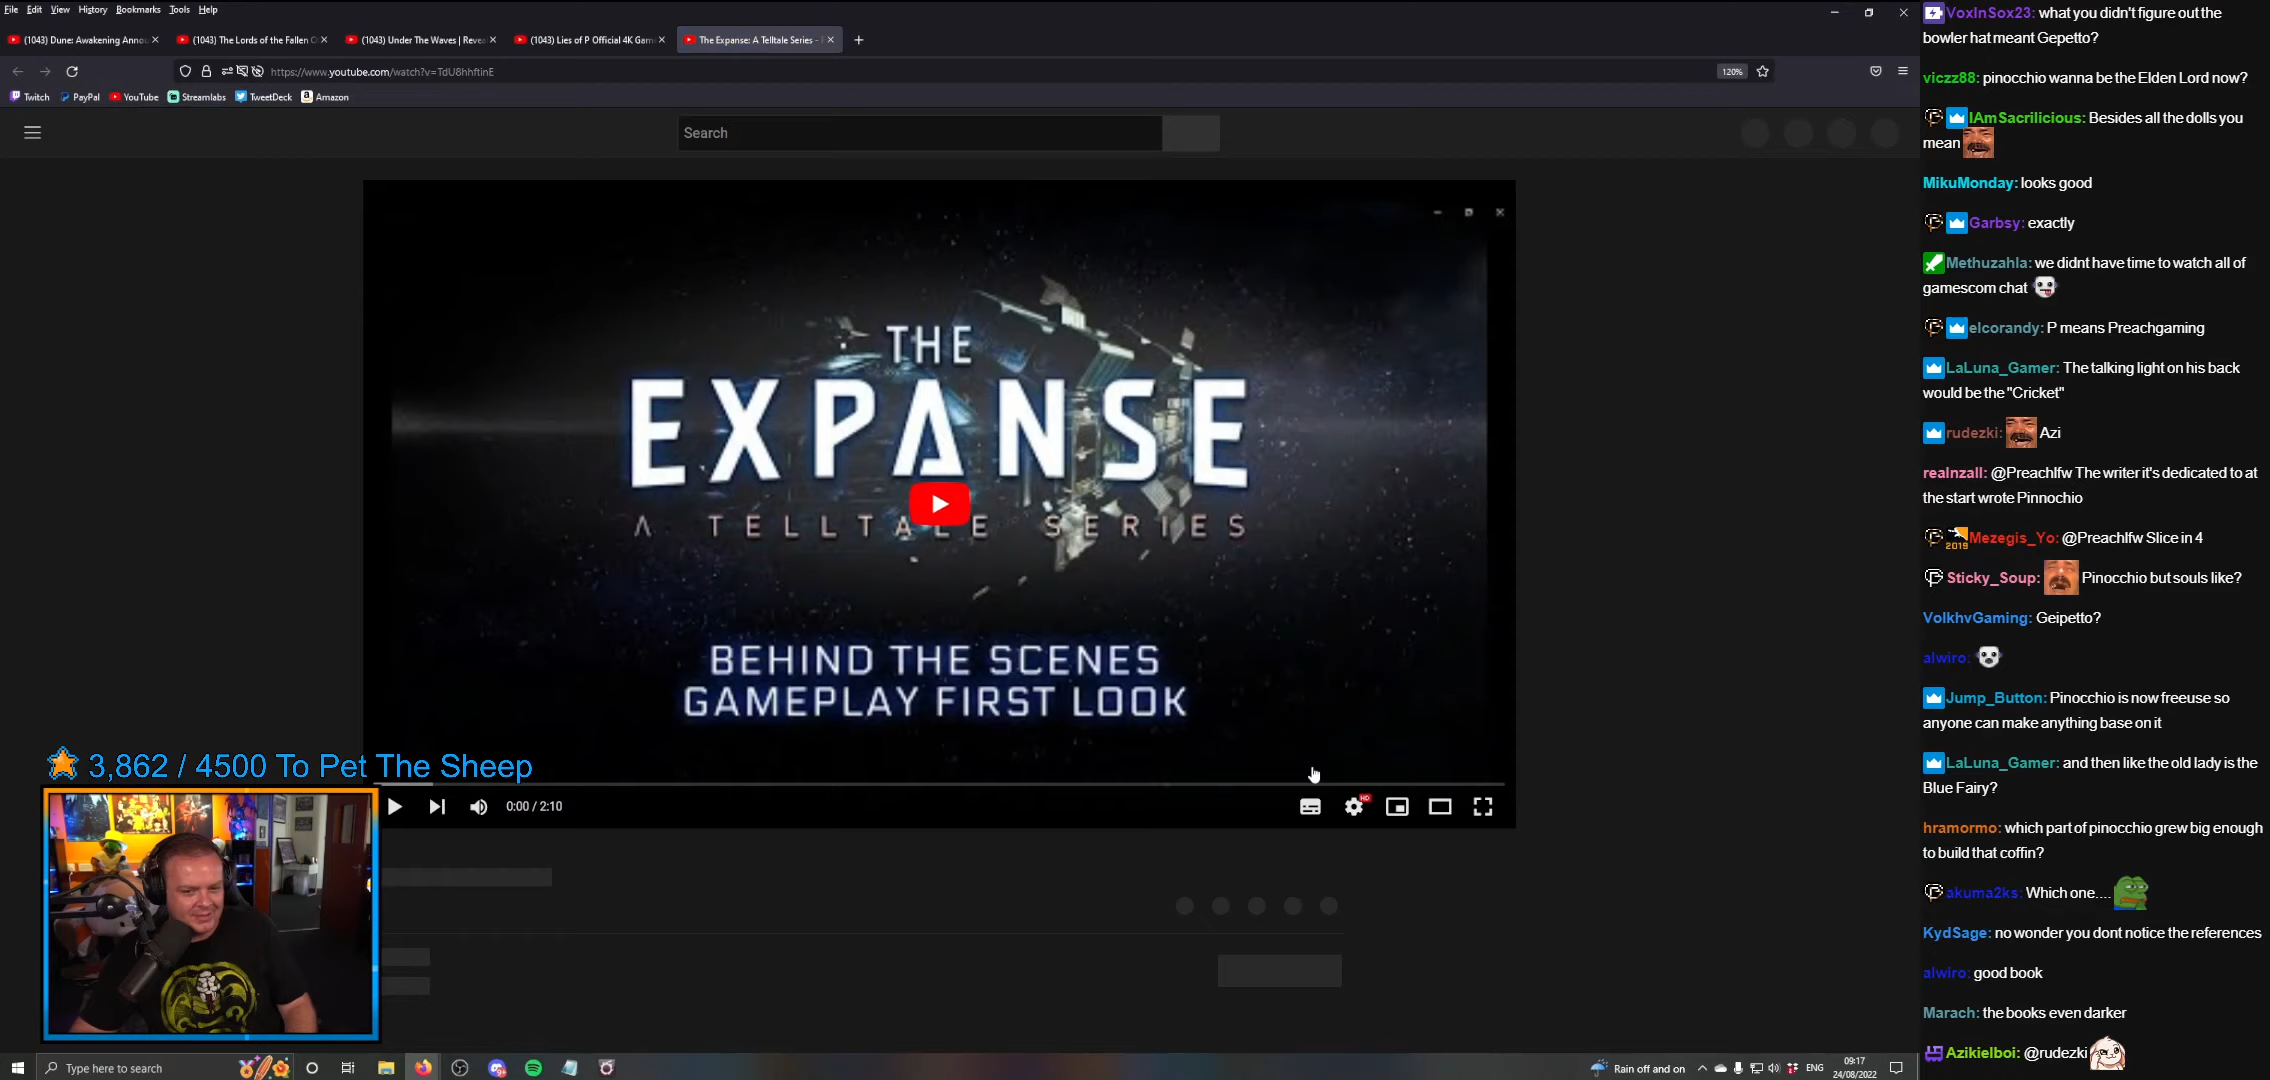 File Edit View History Bookmarks Tools Help
(1043) Dune: Awakening Annou
(1043) The Lords of the Fallen C
(1043) Under The Waves | Revea
(1043) Lies of P Official 4K Gam
The Expanse: A Telltale Series -
https://www.youtube.com/watch?v=TdU8hhftinE
120%
Twitch PayPal YouTube Streamlabs TweetDeck Amazon
Search
THE
EXPANSE
A TELLTALE SERIES
BEHIND THE SCENES
GAMEPLAY FIRST LOOK
3,862 / 4500 To Pet The Sheep
0:00 / 2:10
HD
Type here to search
Rain off and on
ENG
09:17
24/08/2022
VoxInSox23: what you didn't figure out the
bowler hat meant Gepetto?
viczz88: pinocchio wanna be the Elden Lord now?
IAmSacrilicious: Besides all the dolls you
mean
MikuMonday: looks good
Garbsy: exactly
Methuzahla: we didnt have time to watch all of
gamescom chat
elcorandy: P means Preachgaming
LaLuna_Gamer: The talking light on his back
would be the "Cricket"
rudezki: Azi
realnzall: @Preachlfw The writer it's dedicated to at
the start wrote Pinnochio
2019
Mezegis_Yo: @Preachlfw Slice in 4
Sticky_Soup: Pinocchio but souls like?
VolkhvGaming: Geipetto?
alwiro:
Jump_Button: Pinocchio is now freeuse so
anyone can make anything base on it
LaLuna_Gamer: and then like the old lady is the
Blue Fairy?
hramormo: which part of pinocchio grew big enough
to build that coffin?
akuma2ks: Which one....
KydSage: no wonder you dont notice the references
alwiro: good book
Marach: the books even darker
Azikielboi: @rudezki